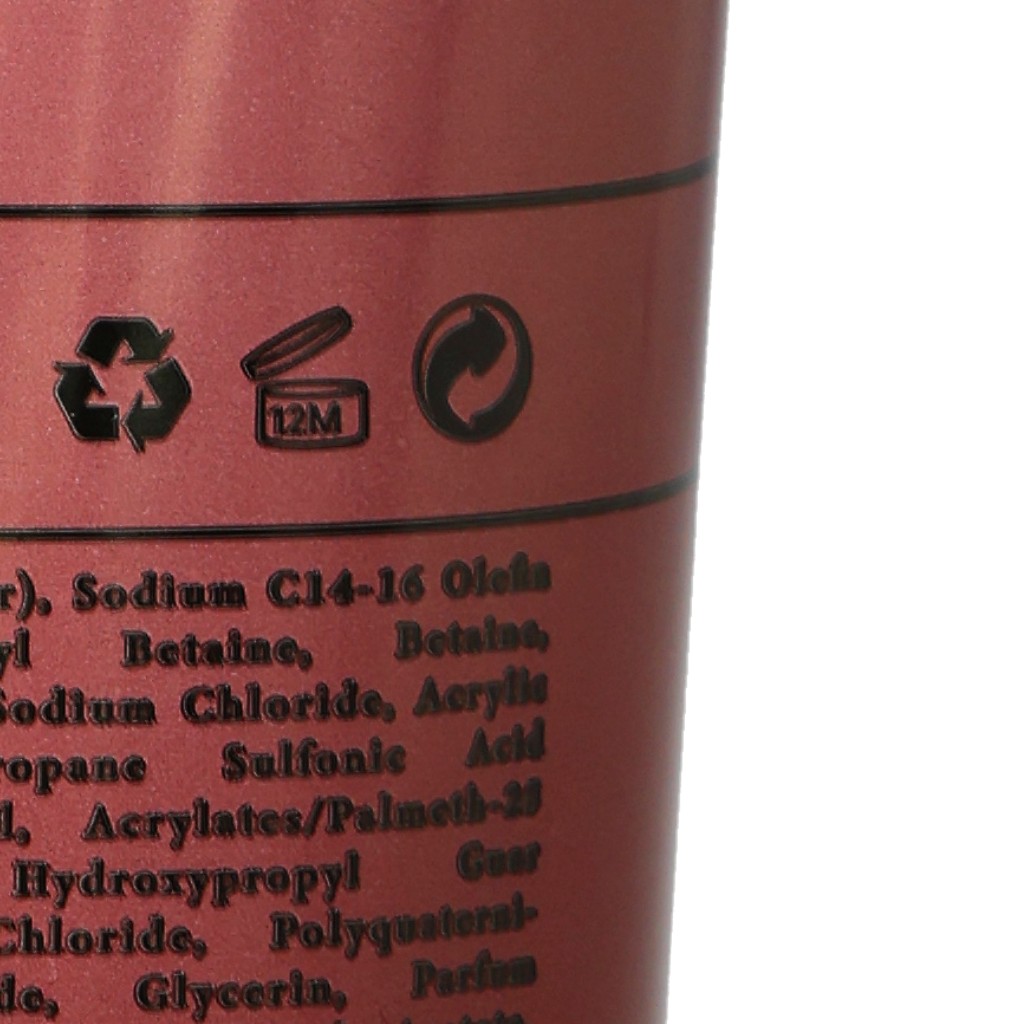 12M
r), Sodium C14-16 Olefin
yl Betaine, Betaine,
Sodium Chloride, Acrylic
ropane Sulfonic Acid
l, Acrylates/Palmeth-25
Hydroxypropyl Guar
Chloride, Polyquaterni-
de, Glycerin, Parfum